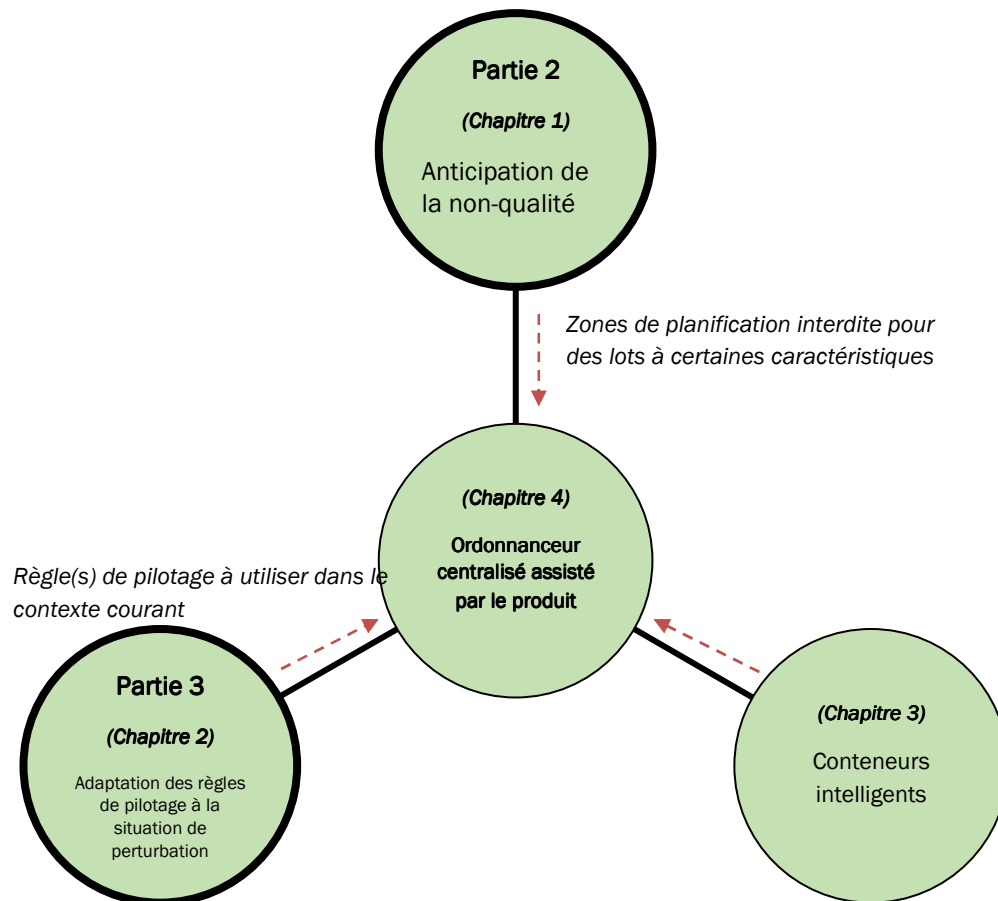 Partie 2
(Chapitre 1)
Anticipation de
la non-qualité
Zones de planification interdite pour
des lots à certaines caractéristiques
(Chapitre 4)
Ordonnanceur
centralisé assisté
par le produit
Règle(s) de pilotage à utiliser dans le
contexte courant
Partie 3
(Chapitre 2)
Adaptation des règles
de pilotage à la
situation de
perturbation
(Chapitre 3)
Conteneurs
intelligents